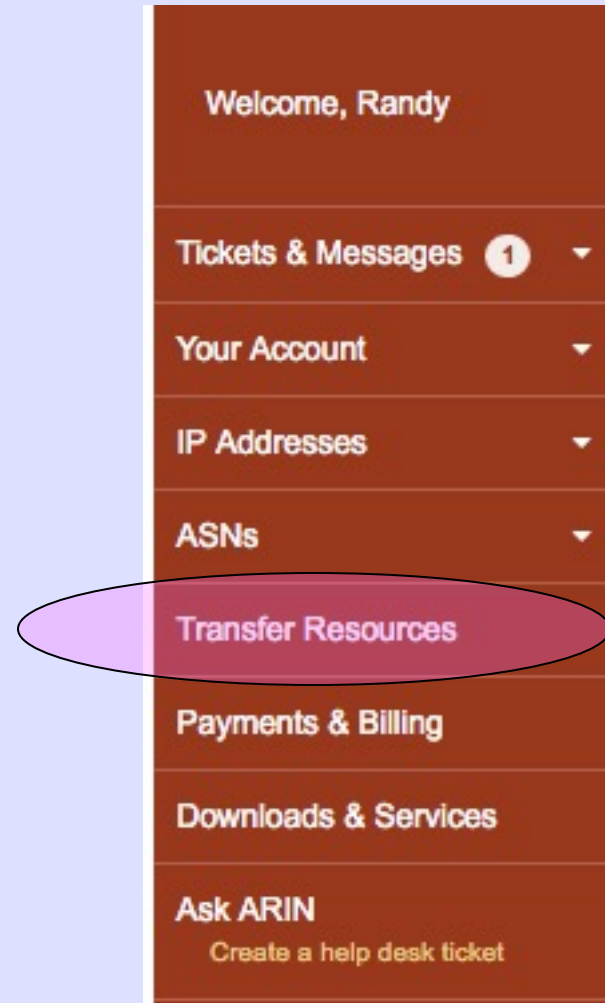 Welcome, Randy
Tickets & Messages 1
Your Account
IP Addresses
ASNs
Transfer Resources
Payments & Billing
Downloads & Services
Ask ARIN
Create a help desk ticket